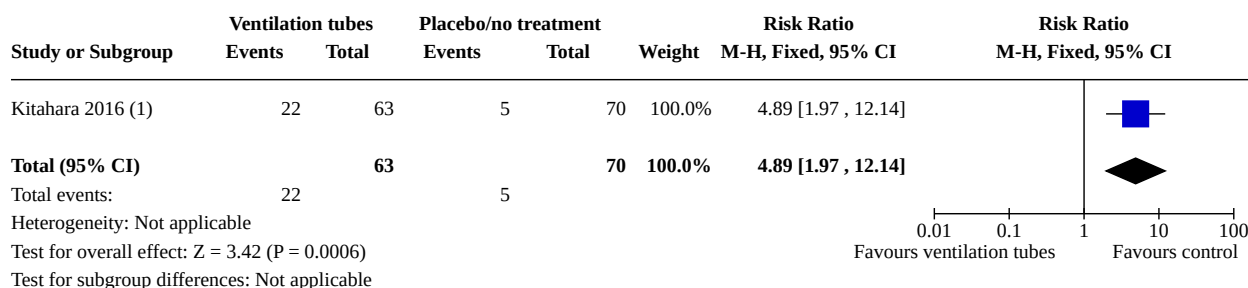 Ventilation tubes Placebo/no treatment Risk Ratio Risk Ratio
Study or Subgroup Events Total Events Total Weight M-H, Fixed, 95% CI M-H, Fixed, 95% CI
Kitahara 2016 (1) 22 63 5 70 100.0% 4.89 [1.97 , 12.14]
Total (95% CI) 63 70 100.0% 4.89 [1.97 , 12.14]
Total events: 22 5
Heterogeneity: Not applicable
0.01 0.1 1 10 100
Test for overall effect: Z = 3.42 (P = 0.0006) Favours ventilation tubes Favours control
Test for subgroup differences: Not applicable